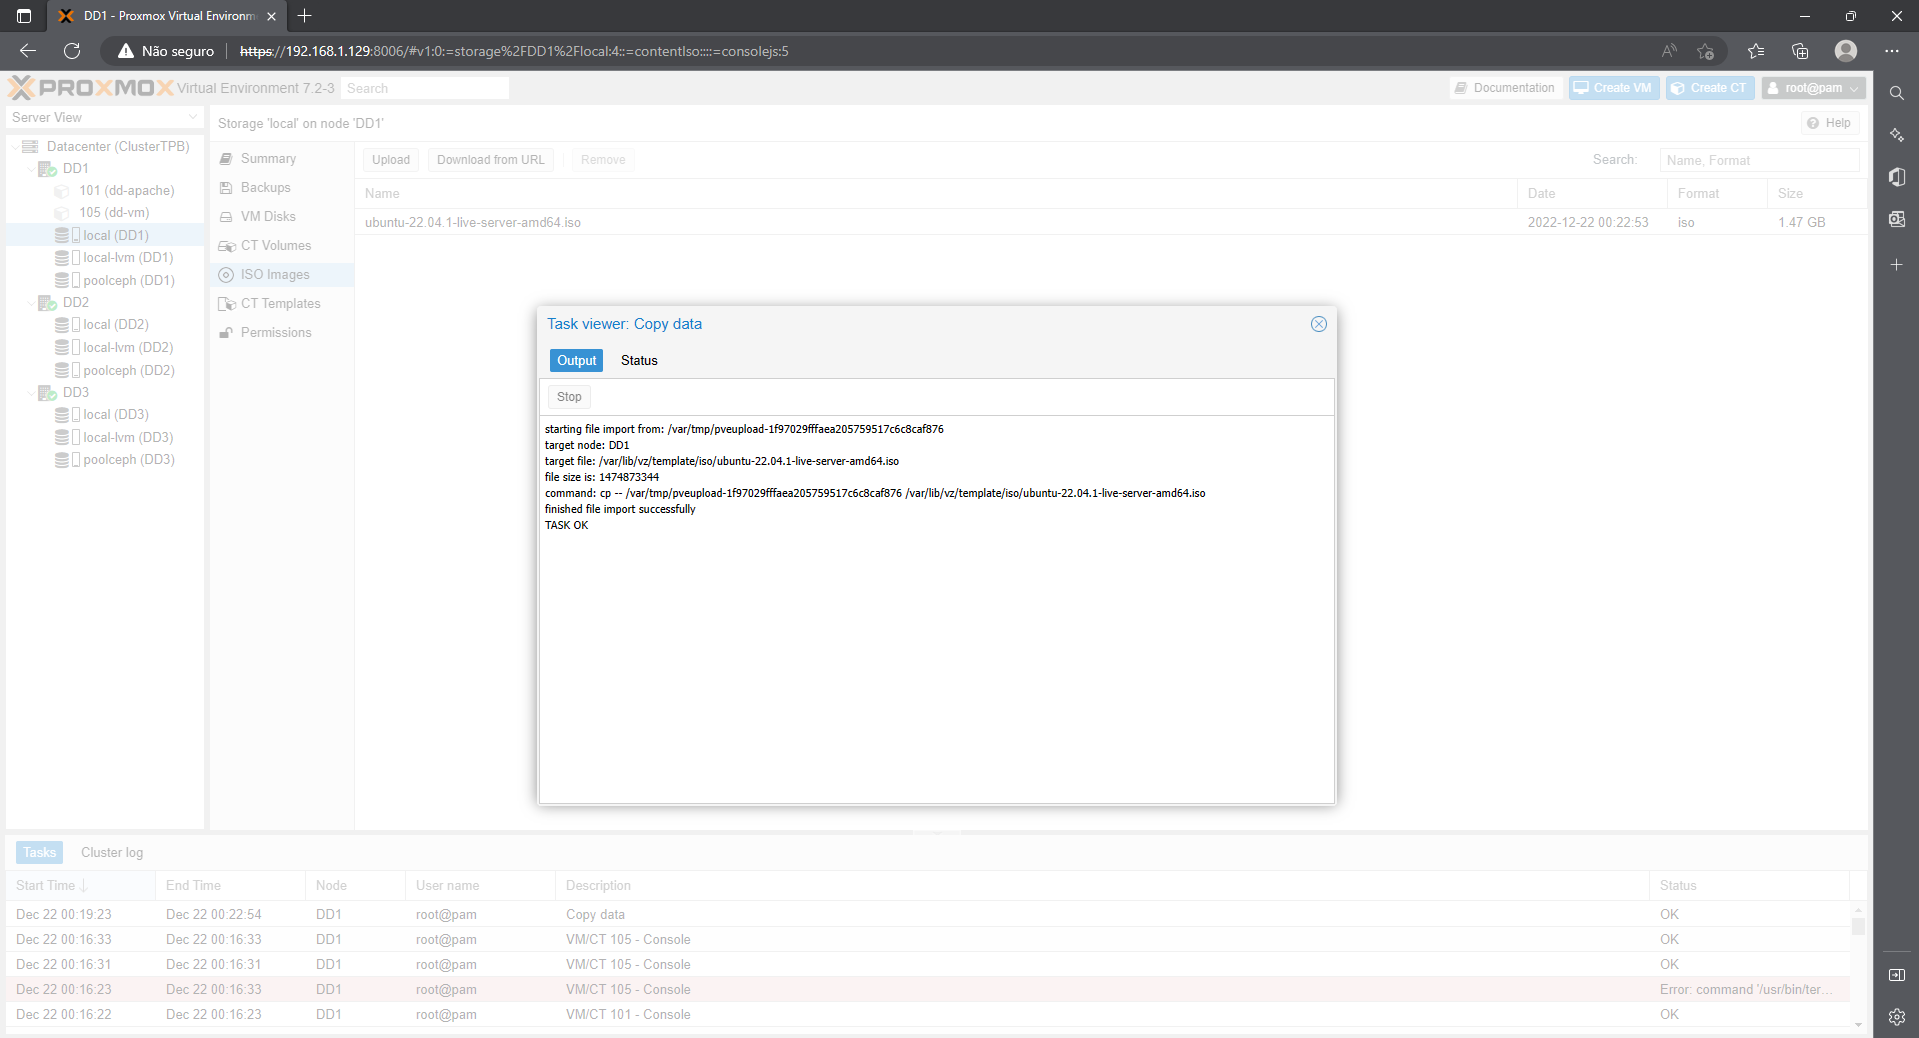 DD1 - Proxmox Virtual Environm
Não seguro https://192.168.1.129:8006/#v1:0:=storage%2FDD1%2Flocal:4::=contentIso::::=consolejs:5
PROXMOX Virtual Environment 7.2-3 Search Documentation Create VM Create CT root@pam
Server View
Storage 'local' on node 'DD1' Help
Datacenter (ClusterTPB)
DD1
101 (dd-apache)
105 (dd-vm)
local (DD1)
local-lvm (DD1)
poolceph (DD1)
DD2
local (DD2)
local-lvm (DD2)
poolceph (DD2)
DD3
local (DD3)
local-lvm (DD3)
poolceph (DD3)
Summary
Backups
VM Disks
CT Volumes
ISO Images
CT Templates
Permissions
Upload Download from URL Remove Search: Name, Format
Name Date Format Size
ubuntu-22.04.1-live-server-amd64.iso 2022-12-22 00:22:53 iso 1.47 GB
Task viewer: Copy data
Output Status
Stop
starting file import from: /var/tmp/pveupload-1f97029fffaea205759517c6c8caf876
target node: DD1
target file: /var/lib/vz/template/iso/ubuntu-22.04.1-live-server-amd64.iso
file size is: 1474873344
command: cp -- /var/tmp/pveupload-1f97029fffaea205759517c6c8caf876 /var/lib/vz/template/iso/ubuntu-22.04.1-live-server-amd64.iso
finished file import successfully
TASK OK
Tasks Cluster log
Start Time End Time Node User name Description Status
Dec 22 00:19:23 Dec 22 00:22:54 DD1 root@pam Copy data OK
Dec 22 00:16:33 Dec 22 00:16:33 DD1 root@pam VM/CT 105 - Console OK
Dec 22 00:16:31 Dec 22 00:16:31 DD1 root@pam VM/CT 105 - Console OK
Dec 22 00:16:23 Dec 22 00:16:33 DD1 root@pam VM/CT 105 - Console Error: command '/usr/bin/ter...
Dec 22 00:16:22 Dec 22 00:16:23 DD1 root@pam VM/CT 101 - Console OK